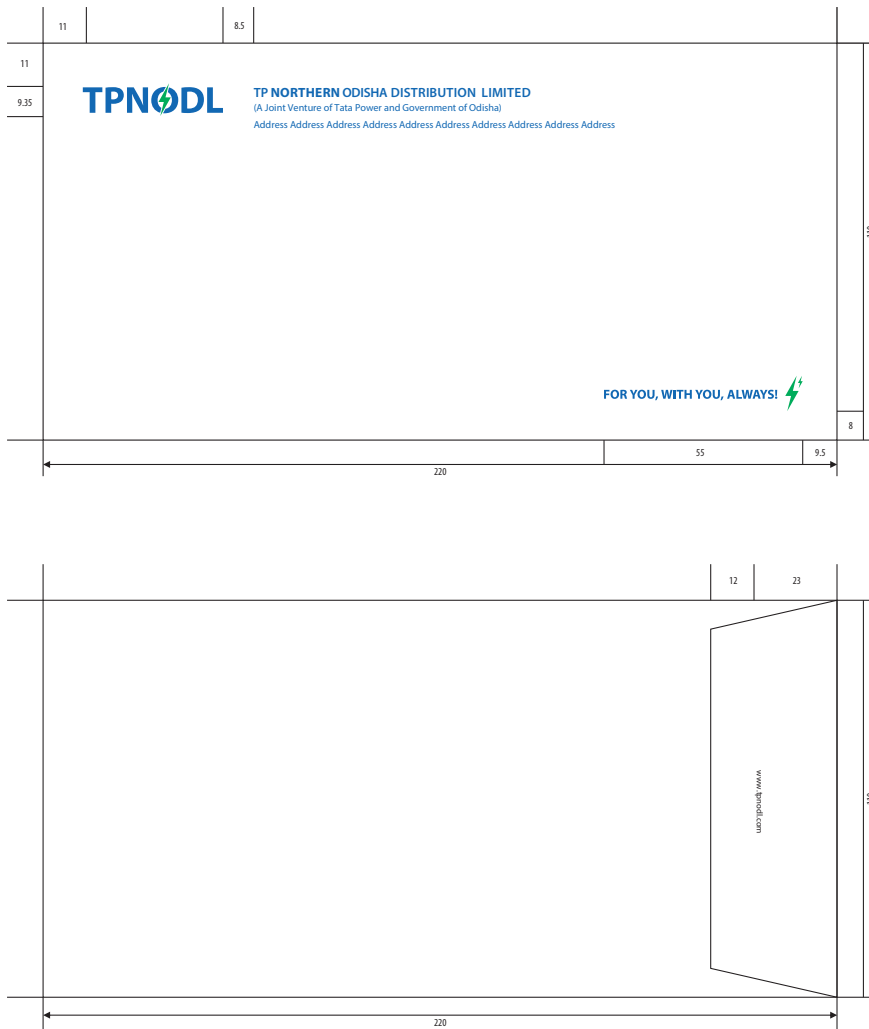 11 8.5
11
9.35
TPNODL
TP NORTHERN ODISHA DISTRIBUTION LIMITED
(A Joint Venture of Tata Power and Government of Odisha)
Address Address Address Address Address Address Address Address Address Address
FOR YOU, WITH YOU, ALWAYS!
8
55 9.5
220
12 23
www.tpnodl.com
220